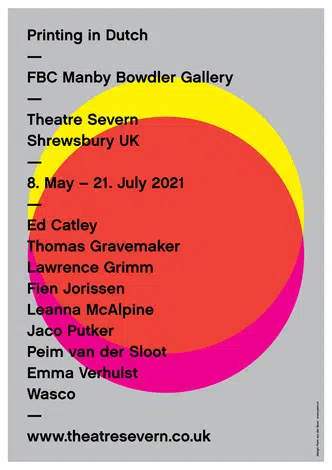 Printing in Dutch
—
FBC Manby Bowdler Gallery
—
Theatre Severn
Shrewsbury UK
—
8. May – 21. July 2021
—
Ed Catley
Thomas Gravemaker
Lawrence Grimm
Fien Jorissen
Leanna McAlpine
Jaco Putker
Peim van der Sloot
Emma Verhulst
Wasco
—
www.theatresevern.co.uk